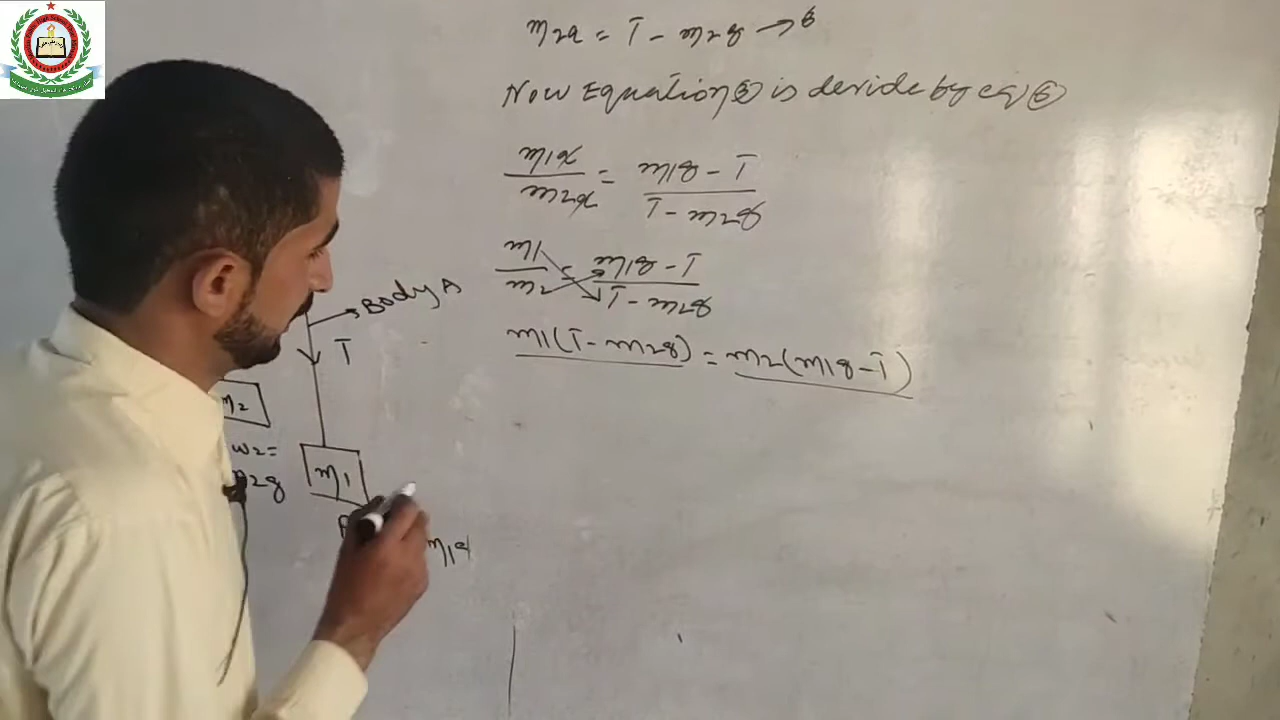 m2a = T - m2g → 6
Now Equation 5 is devide by eq 6
m1a / m2a = m1g - T / T - m2g
m1 / m2 = m1g - T / T - m2g
m1(T - m2g) = m2(m1g - T)
Body A
T
m2
w2 =
m2g
m1